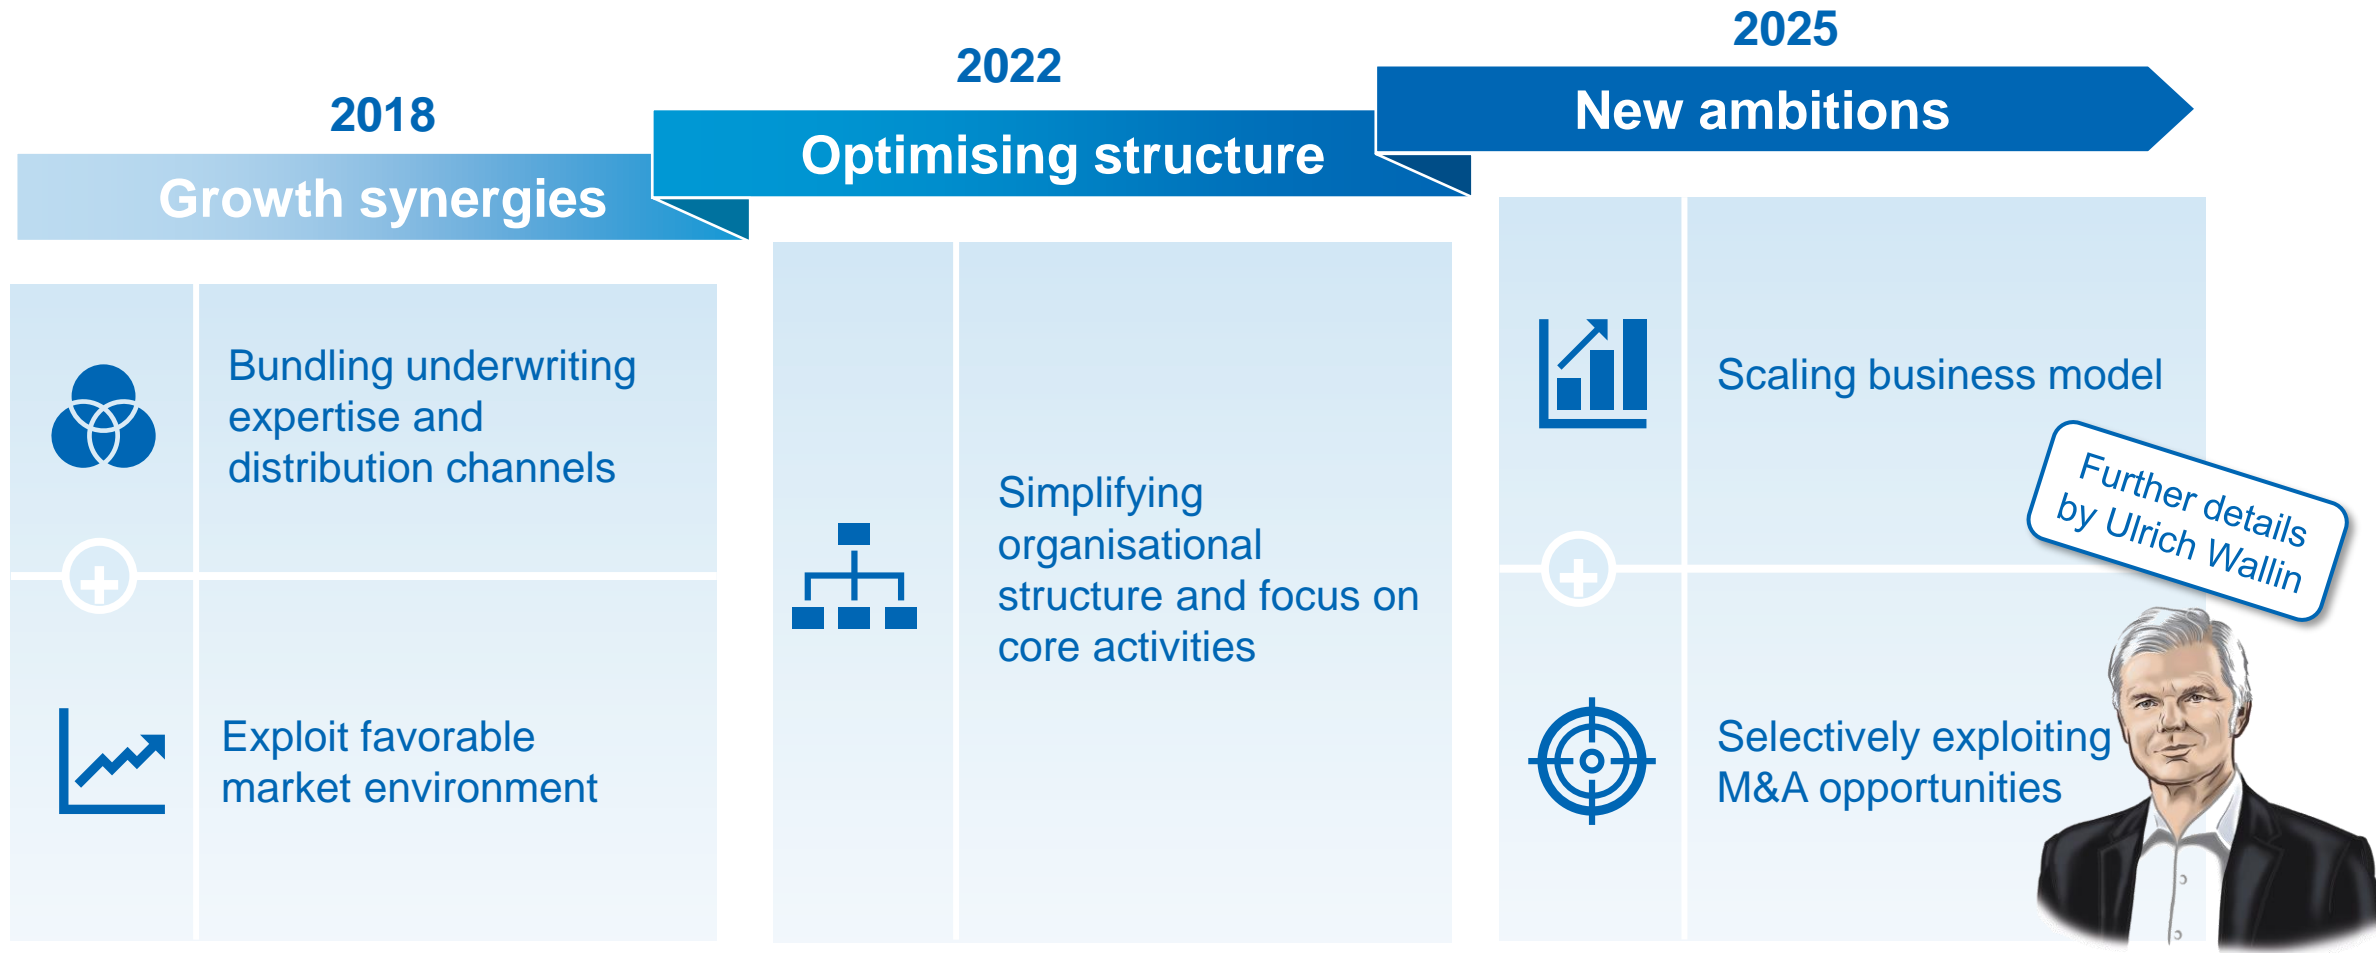 2018
Growth synergies
Bundling underwriting
expertise and
distribution channels
Exploit favorable
market environment
2022
Optimising structure
Simplifying
organisational
structure and focus on
core activities
2025
New ambitions
Scaling business model
Further details
by Ulrich Wallin
Selectively exploiting
M&A opportunities